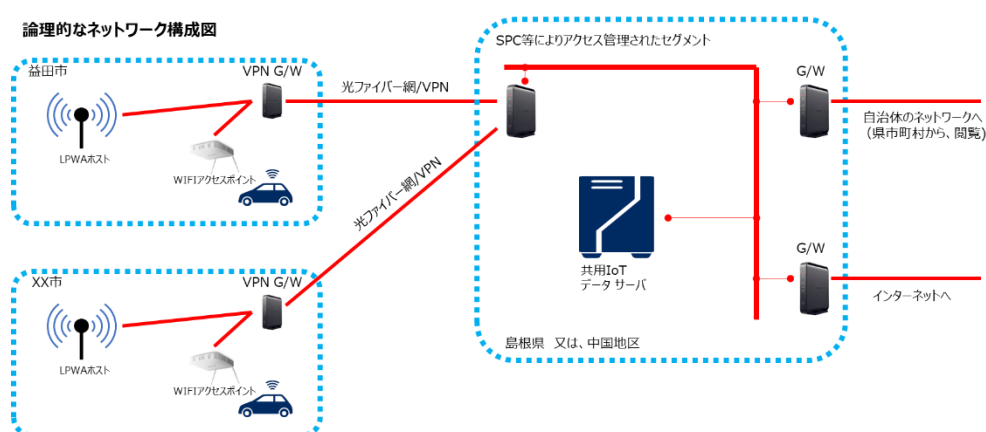 論理的なネットワーク構成図
益田市
VPN G/W
LPWAホスト
WIFIアクセスポイント
光ファイバー網/VPN
XX市
VPN G/W
LPWAホスト
WIFIアクセスポイント
光ファイバー網/VPN
SPC等によりアクセス管理されたセグメント
G/W
自治体のネットワークへ
（県市町村から、閲覧)
共用IoT
データ サーバ
G/W
インターネットへ
島根県 又は、中国地区